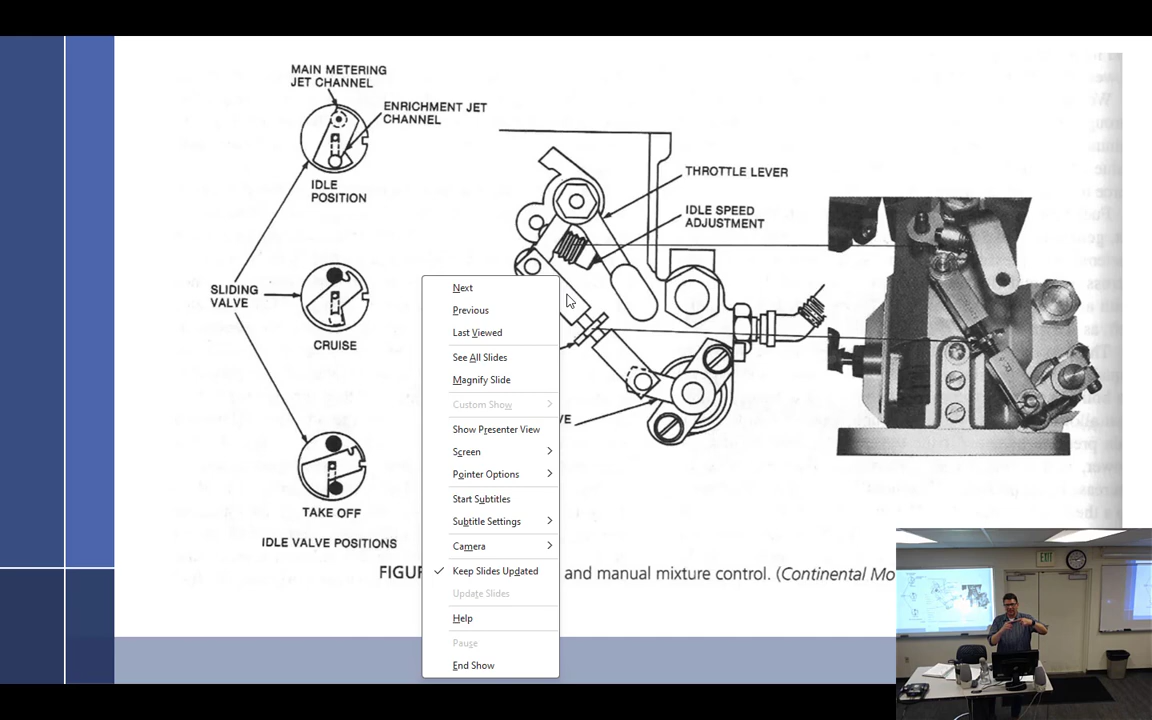 MAIN METERING
JET CHANNEL
ENRICHMENT JET
CHANNEL
IDLE
POSITION
THROTTLE LEVER
IDLE SPEED
ADJUSTMENT
SLIDING
VALVE
CRUISE
TAKE OFF
IDLE VALVE POSITIONS
VE
Next
Previous
Last Viewed
See All Slides
Magnify Slide
Custom Show
Show Presenter View
Screen
Pointer Options
Start Subtitles
Subtitle Settings
Camera
Keep Slides Updated
Update Slides
Help
Pause
End Show
FIGUR and manual mixture control. (Continental Mo
EXIT